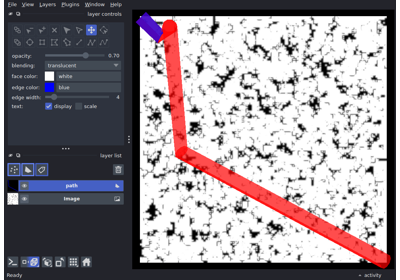 File View Layers Plugins Window Help
layer controls
opacity: 0.70
blending: translucent
face color: white
edge color: blue
edge width: 4
text: display scale
layer list
path
Image
Ready
activity